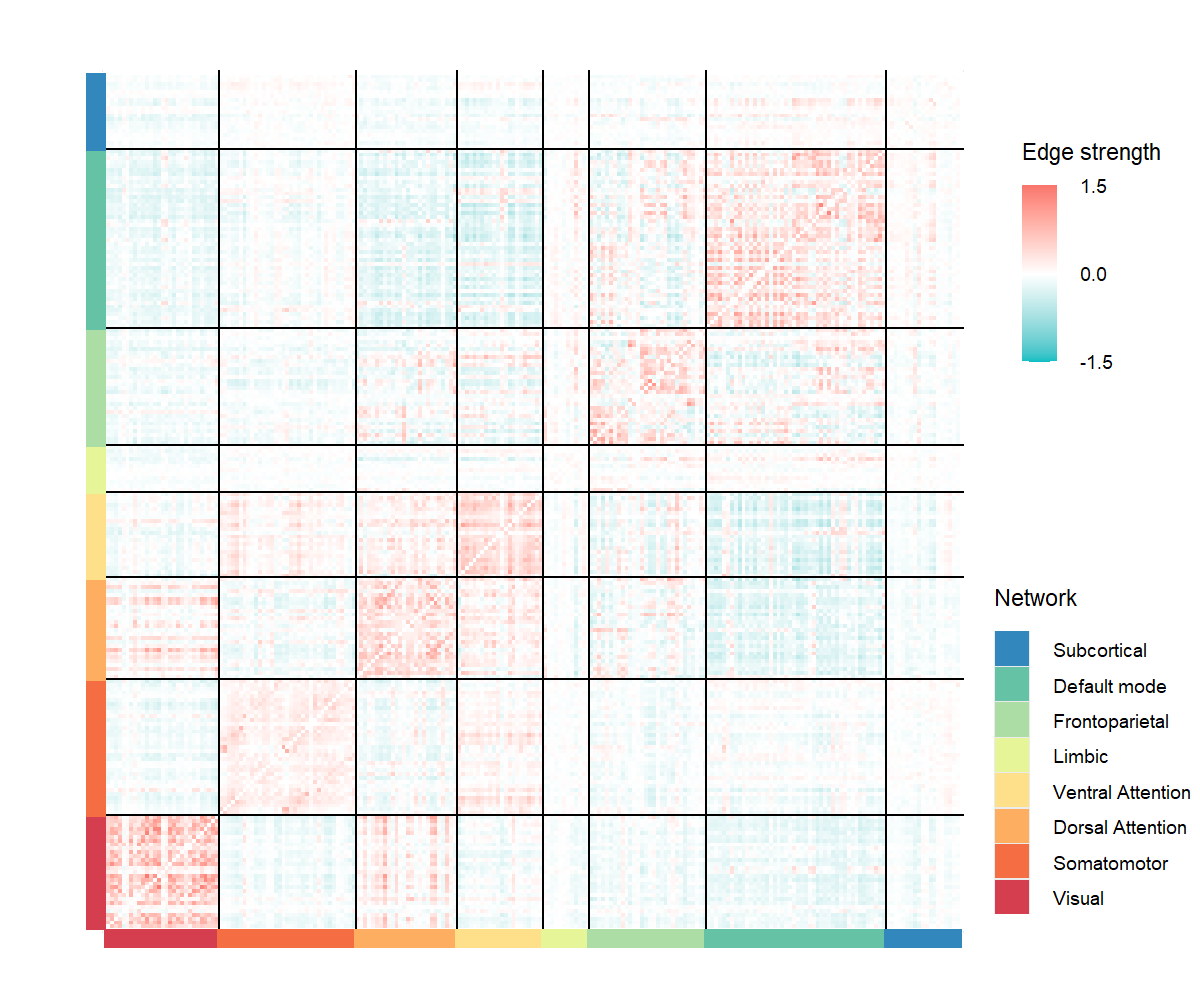 Edge strength
1.5
0.0
-1.5
Network
Subcortical
Default mode
Frontoparietal
Limbic
Ventral Attention
Dorsal Attention
Somatomotor
Visual